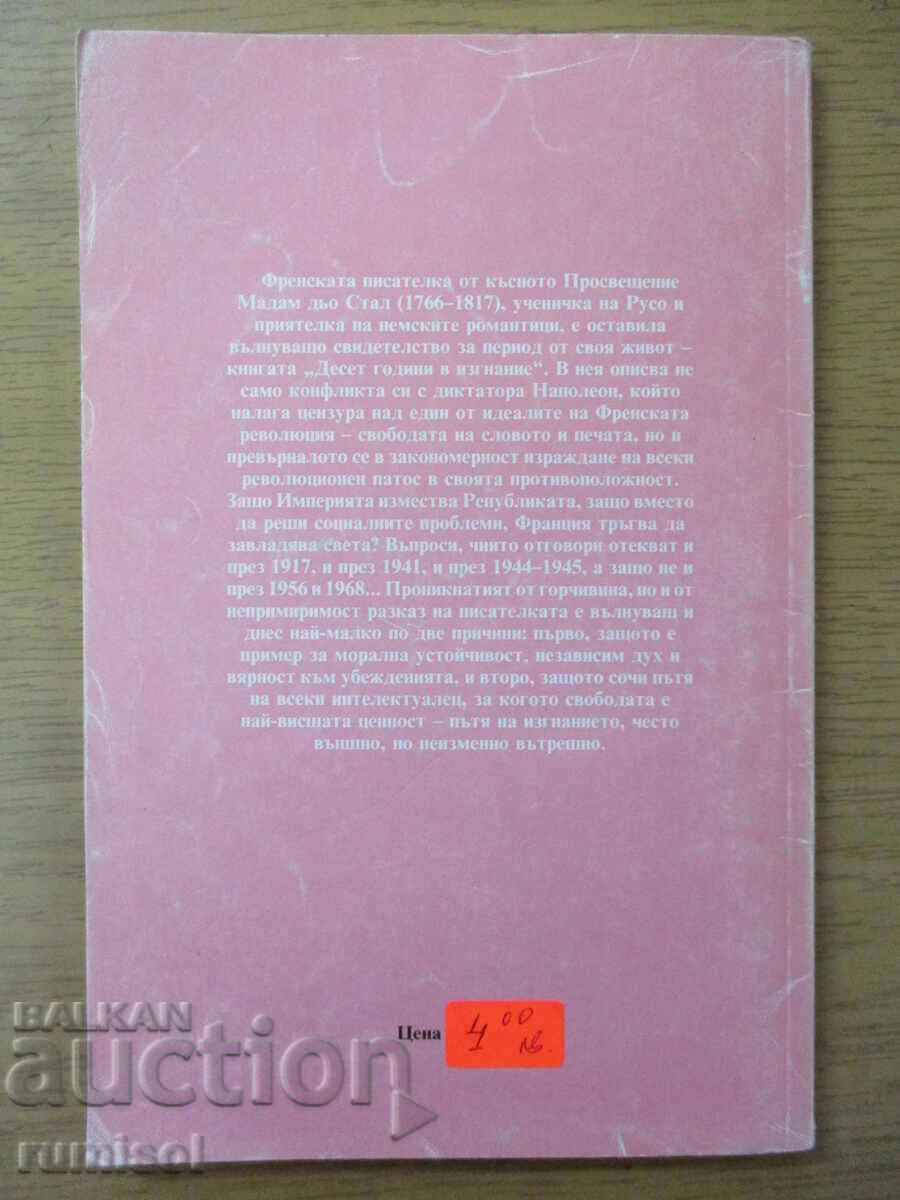 Френската писателка от късното Просвещение
Мадам дьо Стал (1766–1817), ученичка на Русо и
приятелка на немските романтици, е оставила
вълнуващо свидетелство за период от своя живот –
книгата „Десет години в изгнание“. В нея описва не
само конфликта си с диктатора Наполеон, който
налага цензура над един от идеалите на Френската
революция – свободата на словото и печата, но и
превърналото се в закономерност израждане на всеки
революционен патос в своята противоположност.
Защо Империята измества Републиката, защо вместо
да реши социалните проблеми, Франция тръгва да
завладява света? Въпроси, чиито отговори отекват и
през 1917, и през 1941, и през 1944–1945, а защо не и
през 1956 и 1968... Проникнатият от горчивина, но и от
непримиримост разказ на писателката е вълнуващ и
днес най-малко по две причини: първо, защото е
пример за морална устойчивост, независим дух и
вярност към убежденията, и второ, защото сочи пътя
на всеки интелектуалец, за когото свободата е
най-висшата ценност – пътя на изгнанието, често
външно, но неизменно вътрешно.
Цена 4 00 лв.
BALKAN
auction
rumisol